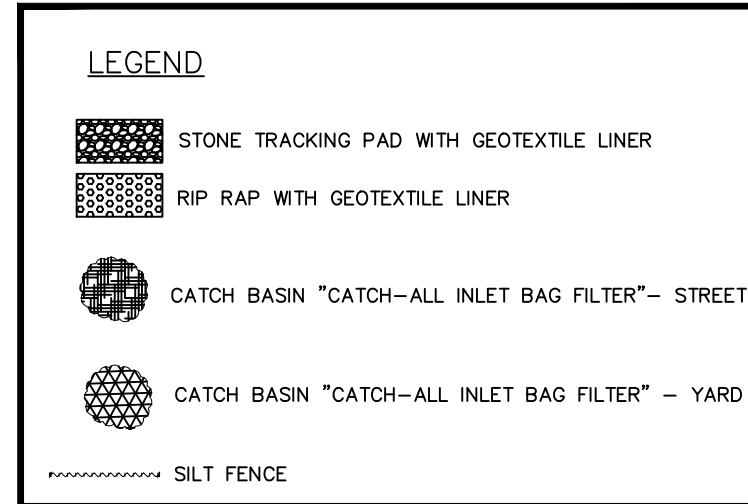 LEGEND
STONE TRACKING PAD WITH GEOTEXTILE LINER
RIP RAP WITH GEOTEXTILE LINER
CATCH BASIN "CATCH-ALL INLET BAG FILTER"- STREET
CATCH BASIN "CATCH-ALL INLET BAG FILTER" - YARD
SILT FENCE